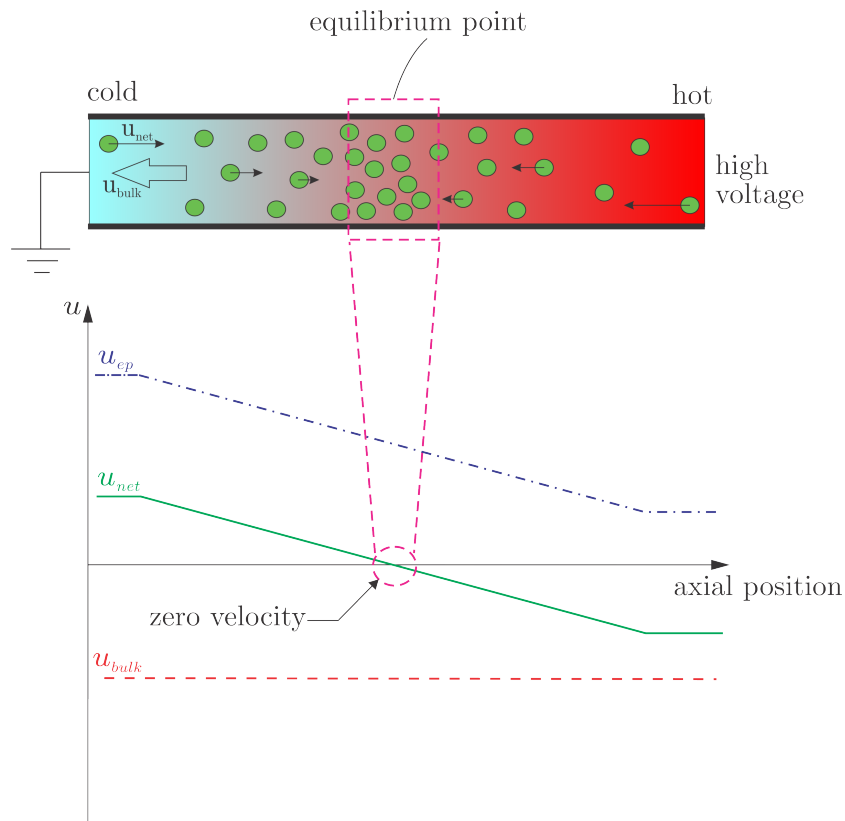 equilibrium point
cold
hot
u_net
u_bulk
high
voltage
u
u_ep
u_net
axial position
zero velocity
u_bulk